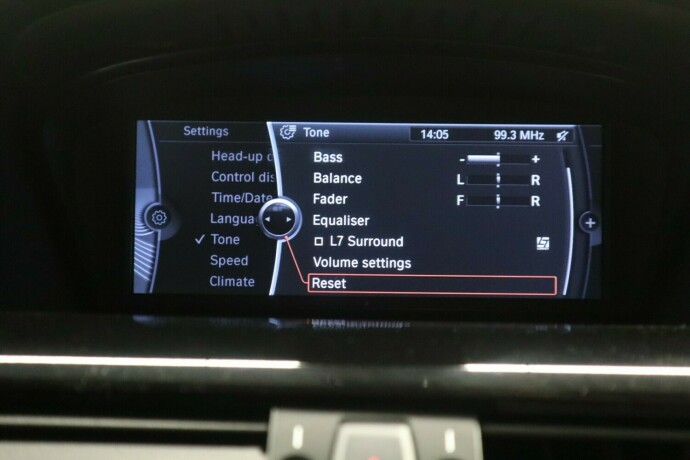 Settings
Tone 14:05 99.3 MHz
Head-up
Control dis
Time/Date
Langua
✓ Tone
Speed
Climate
Bass - +
Balance L R
Fader F R
Equaliser
L7 Surround
Volume settings
Reset
+